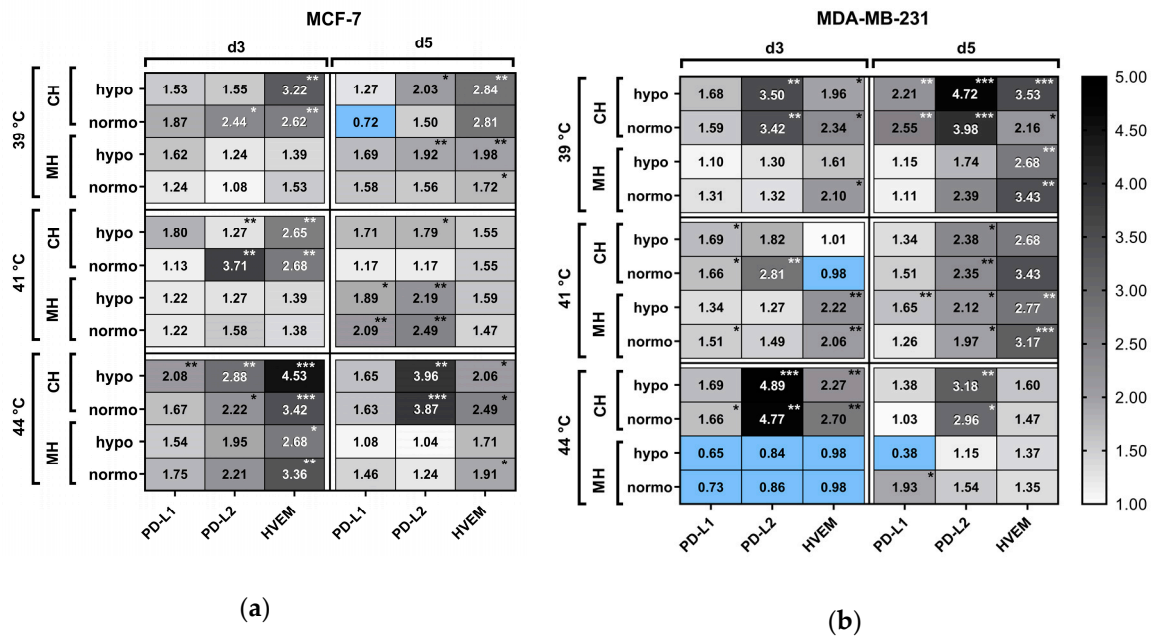 (a)
MCF-7
d3 d5
39 °C
CH
hypo 1.53 1.55 3.22** 1.27 2.03* 2.84**
normo 1.87 2.44* 2.62** 0.72 1.50 2.81
MH
hypo 1.62 1.24 1.39 1.69 1.92** 1.98**
normo 1.24 1.08 1.53 1.58 1.56 1.72*
41 °C
CH
hypo 1.80 1.27** 2.65** 1.71 1.79* 1.55
normo 1.13 3.71** 2.68** 1.17 1.17 1.55
MH
hypo 1.22 1.27 1.39 1.89* 2.19** 1.59
normo 1.22 1.58 1.38 2.09** 2.49** 1.47
44 °C
CH
hypo 2.08** 2.88** 4.53*** 1.65 3.96** 2.06*
normo 1.67 2.22* 3.42*** 1.63 3.87*** 2.49*
MH
hypo 1.54 1.95 2.68* 1.08 1.04 1.71
normo 1.75 2.21 3.36** 1.46 1.24 1.91*
PD-L1 PD-L2 HVEM PD-L1 PD-L2 HVEM
(a)
(b)
MDA-MB-231
d3 d5
39 °C
CH
hypo 1.68 3.50** 1.96* 2.21** 4.72*** 3.53***
normo 1.59 3.42** 2.34* 2.55** 3.98*** 2.16*
MH
hypo 1.10 1.30 1.61 1.15 1.74 2.68**
normo 1.31 1.32 2.10* 1.11 2.39 3.43**
41 °C
CH
hypo 1.69* 1.82 1.01 1.34 2.38* 2.68
normo 1.66* 2.81** 0.98 1.51 2.35** 3.43
MH
hypo 1.34 1.27 2.22** 1.65** 2.12* 2.77**
normo 1.51* 1.49 2.06** 1.26 1.97* 3.17***
44 °C
CH
hypo 1.69 4.89*** 2.27** 1.38 3.18** 1.60
normo 1.66* 4.77** 2.70** 1.03 2.96* 1.47
MH
hypo 0.65 0.84 0.98 0.38 1.15 1.37
normo 0.73 0.86 0.98 1.93* 1.54 1.35
PD-L1 PD-L2 HVEM PD-L1 PD-L2 HVEM
5.00
4.50
4.00
3.50
3.00
2.50
2.00
1.50
1.00
(b)